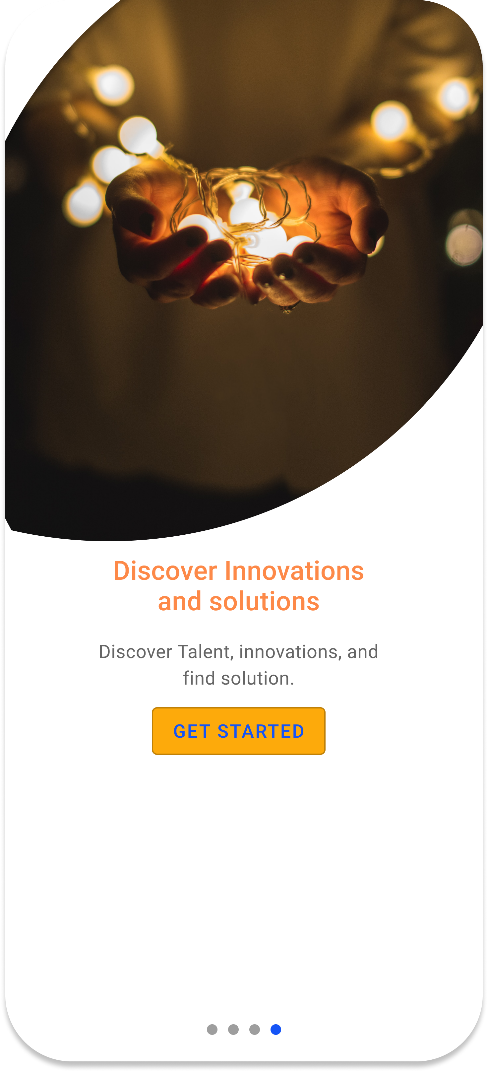 Discover Innovations
and solutions
Discover Talent, innovations, and
find solution.
GET STARTED